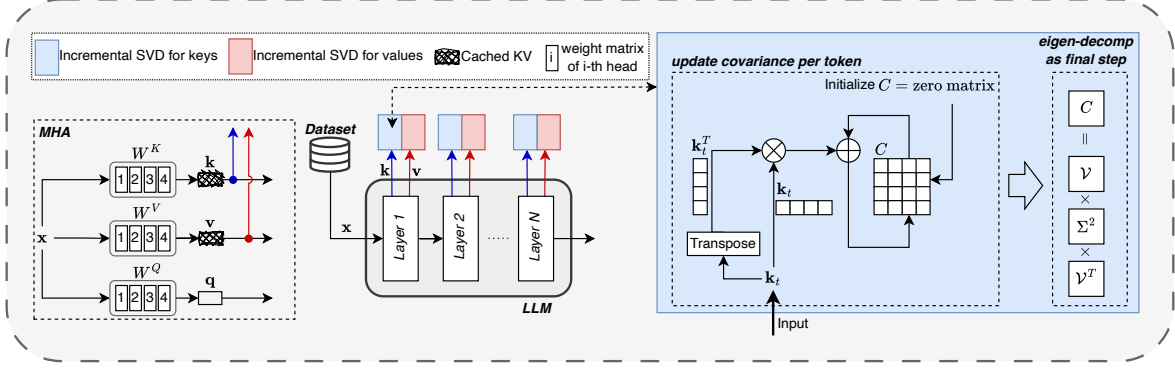 Incremental SVD for keys
Incremental SVD for values
Cached KV
i
weight matrix
of i-th head
MHA
x
W^K
1 2 3 4
k
W^V
1 2 3 4
v
W^Q
1 2 3 4
q
Dataset
x
k
v
Layer 1
Layer 2
......
Layer N
LLM
update covariance per token
Initialize C = zero matrix
k_t^T
C
k_t
Transpose
k_t
Input
eigen-decomp
as final step
C
=
𝒱
×
Σ²
×
𝒱^T